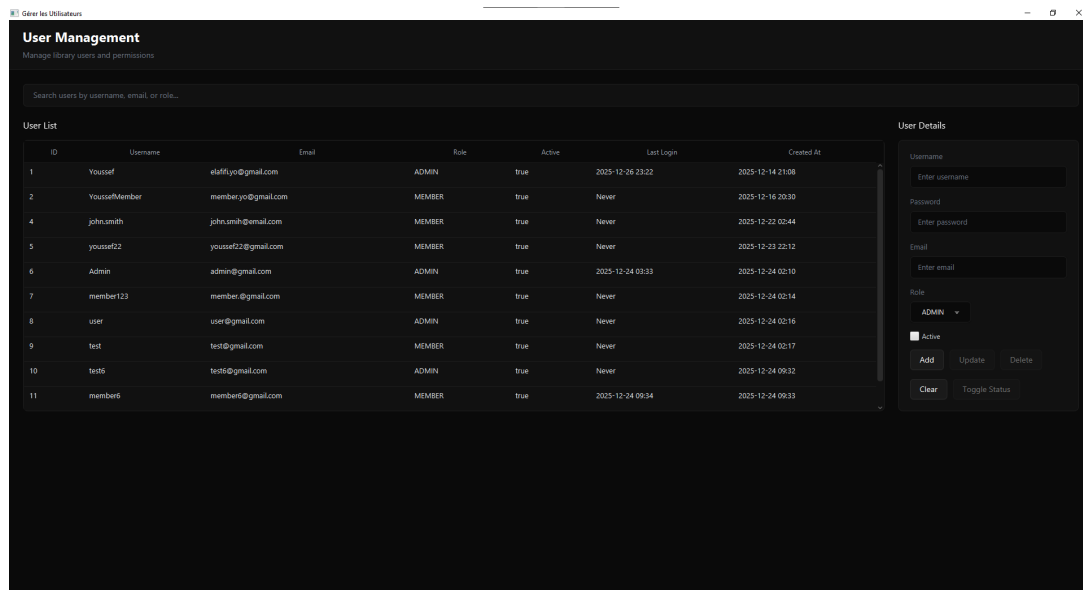 Gérer les Utilisateurs
User Management
Manage library users and permissions
Search users by username, email, or role...
User List
ID Username Email Role Active Last Login Created At
1 Youssef elafifi.yo@gmail.com ADMIN true 2025-12-26 23:22 2025-12-14 21:08
2 YoussefMember member.yo@gmail.com MEMBER true Never 2025-12-16 20:30
4 john.smith john.smih@email.com MEMBER true Never 2025-12-22 02:44
5 youssef22 youssef22@gmail.com MEMBER true Never 2025-12-23 22:12
6 Admin admin@gmail.com ADMIN true 2025-12-24 03:33 2025-12-24 02:10
7 member123 member.@gmail.com MEMBER true Never 2025-12-24 02:14
8 user user@gmail.com ADMIN true Never 2025-12-24 02:16
9 test test@gmail.com MEMBER true Never 2025-12-24 02:17
10 test6 test6@gmail.com ADMIN true Never 2025-12-24 09:32
11 member6 member6@gmail.com MEMBER true 2025-12-24 09:34 2025-12-24 09:33
User Details
Username
Enter username
Password
Enter password
Email
Enter email
Role
ADMIN
Active
Add Update Delete
Clear Toggle Status